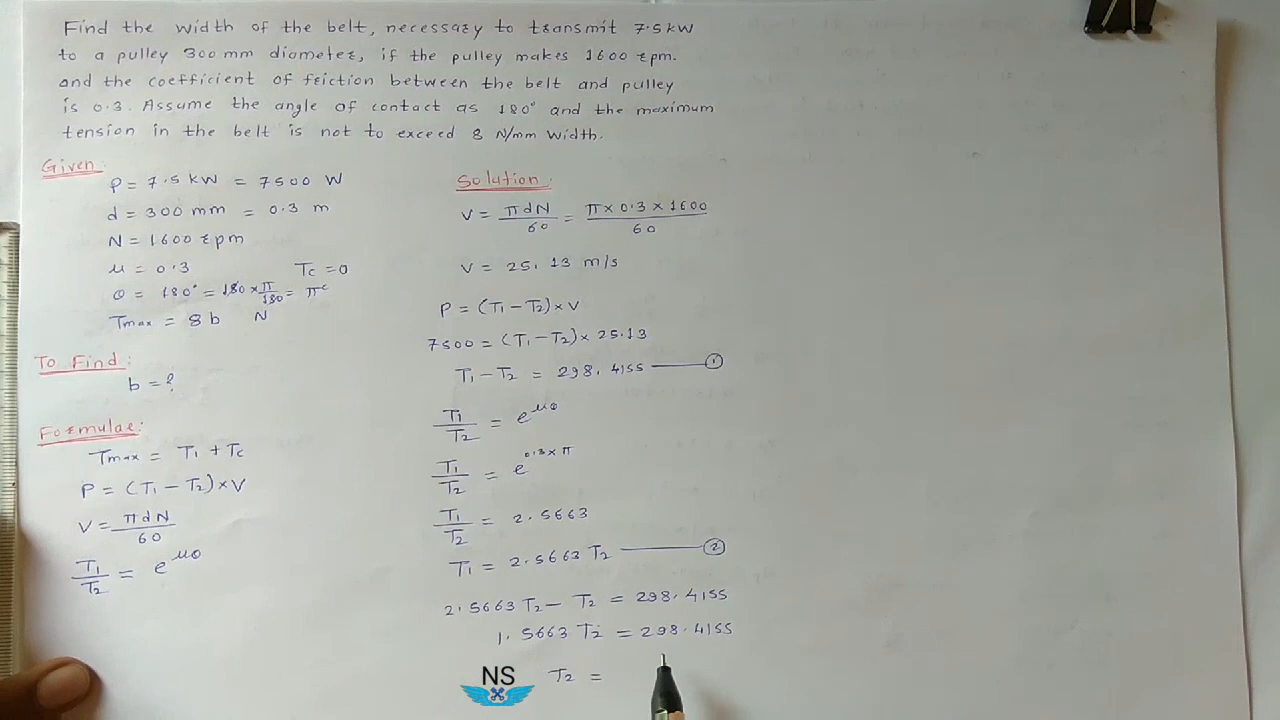 Find the width of the belt, necessary to transmit 7.5 kW
to a pulley 300 mm diameter, if the pulley makes 1600 rpm.
and the coefficient of friction between the belt and pulley
is 0.3. Assume the angle of contact as 180° and the maximum
tension in the belt is not to exceed 8 N/mm width.
Given:
P = 7.5 kW = 7500 W
d = 300 mm = 0.3 m
N = 1600 rpm
μ = 0.3 Tc = 0
θ = 180° = 180 × π/180 = π^c
Tmax = 8 b N
To Find:
b = ?
Formulae:
Tmax = T1 + Tc
P = (T1 - T2) × V
V = πdN/60
T1/T2 = e^μθ
Solution:
V = πdN/60 = π × 0.3 × 1600/60
V = 25.13 m/s
P = (T1 - T2) × V
7500 = (T1 - T2) × 25.13
T1 - T2 = 298.4155 —— ①
T1/T2 = e^μθ
T1/T2 = e^0.3×π
T1/T2 = 2.5663
T1 = 2.5663 T2 —— ②
2.5663 T2 - T2 = 298.4155
1.5663 T2 = 298.4155
T2 =
NS